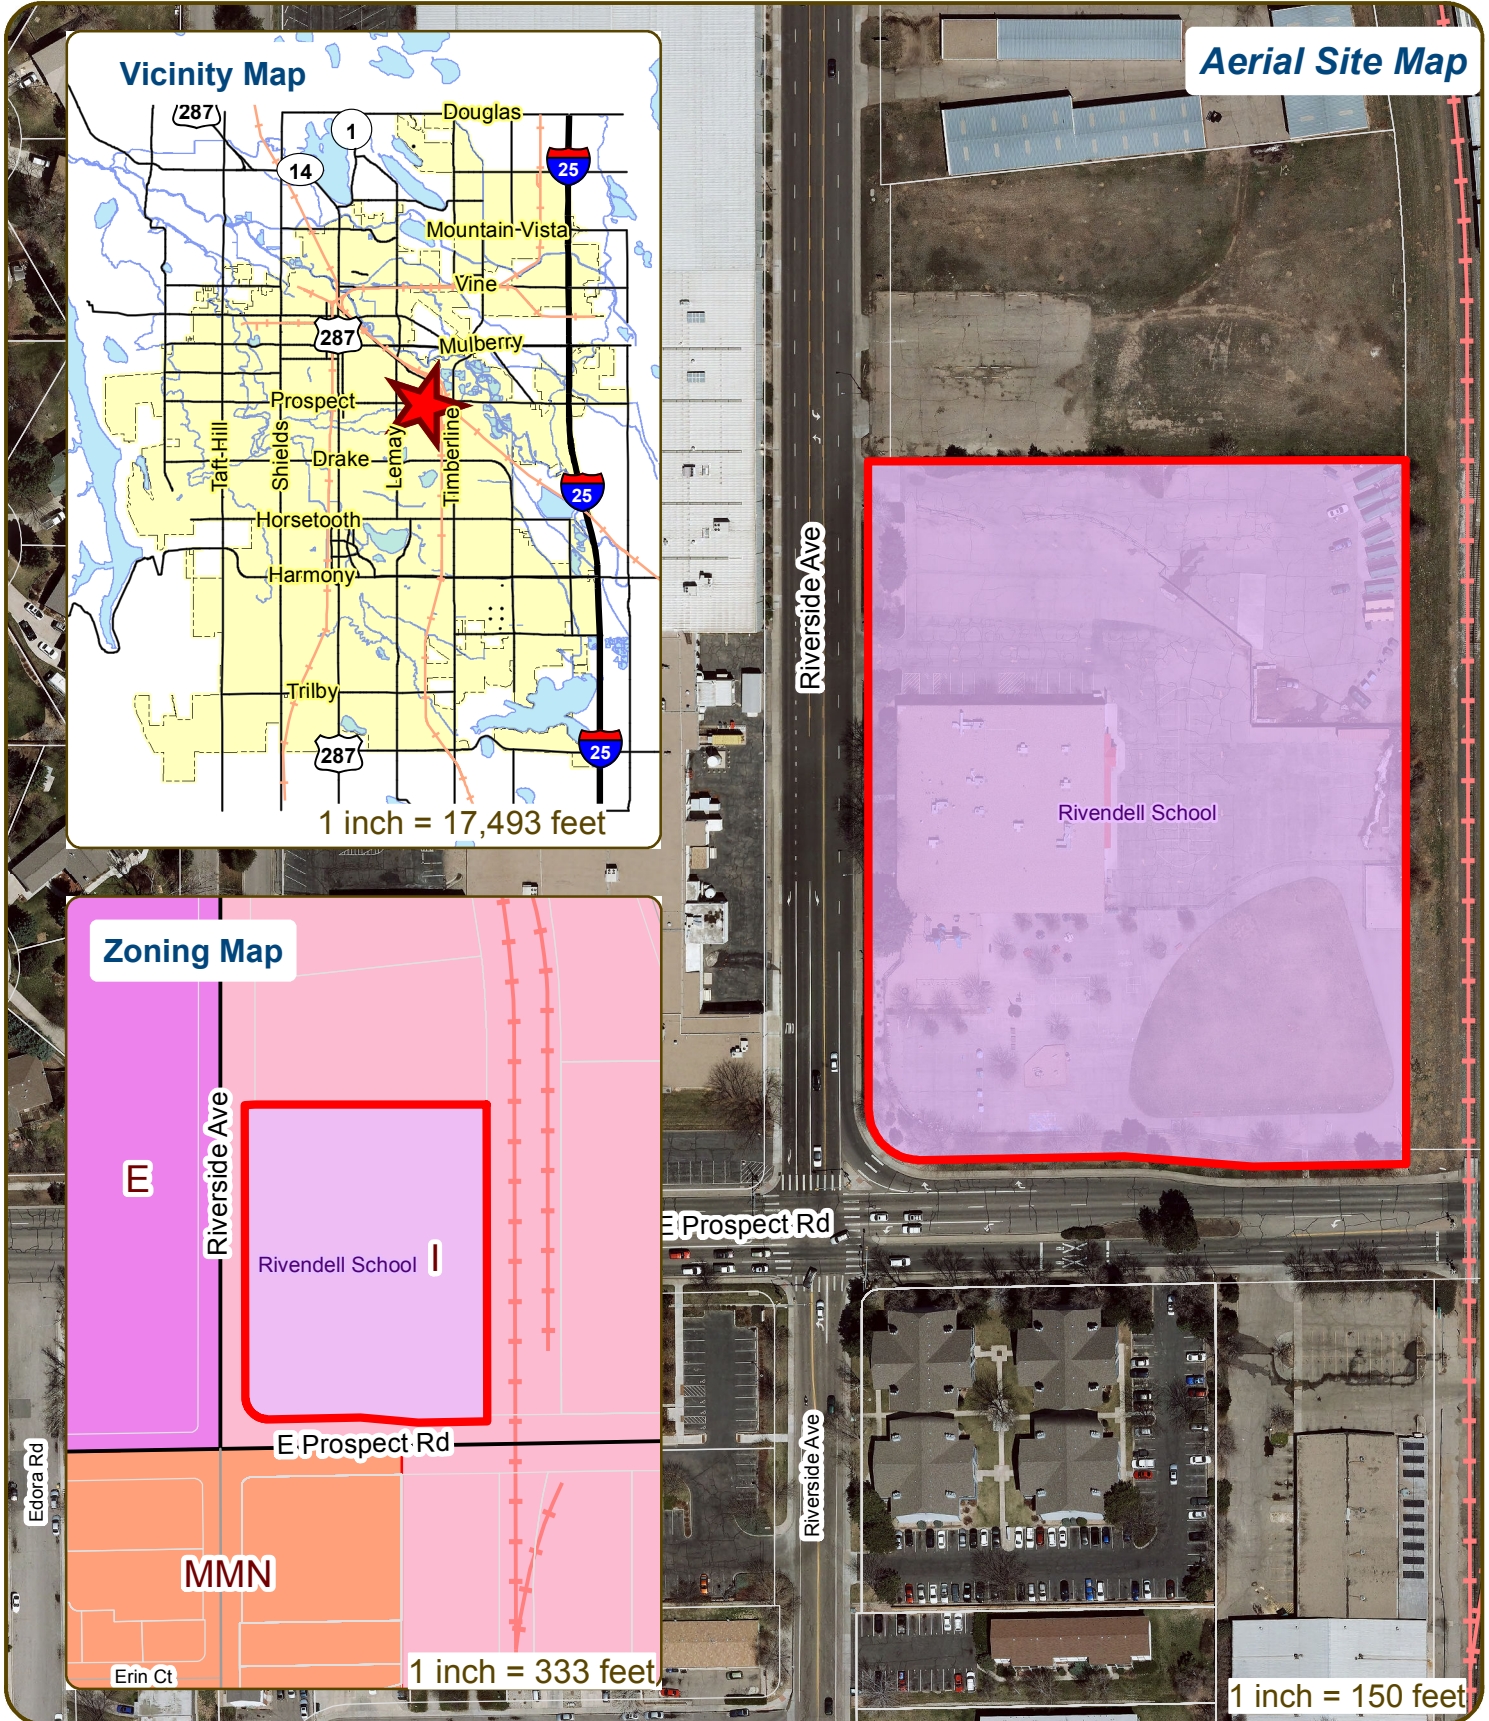 Vicinity Map
Aerial Site Map
287
1
Douglas
14
25
Mountain-Vista
Vine
287
Mulberry
Prospect
Taft-Hill
Shields
Lemay
Timberline
Drake
25
Horsetooth
Harmony
Trilby
287
25
1 inch = 17,493 feet
Riverside Ave
Rivendell School
Zoning Map
Riverside Ave
E
Rivendell School
I
E Prospect Rd
E Prospect Rd
Edora Rd
Riverside Ave
MMN
Erin Ct
1 inch = 333 feet
1 inch = 150 feet